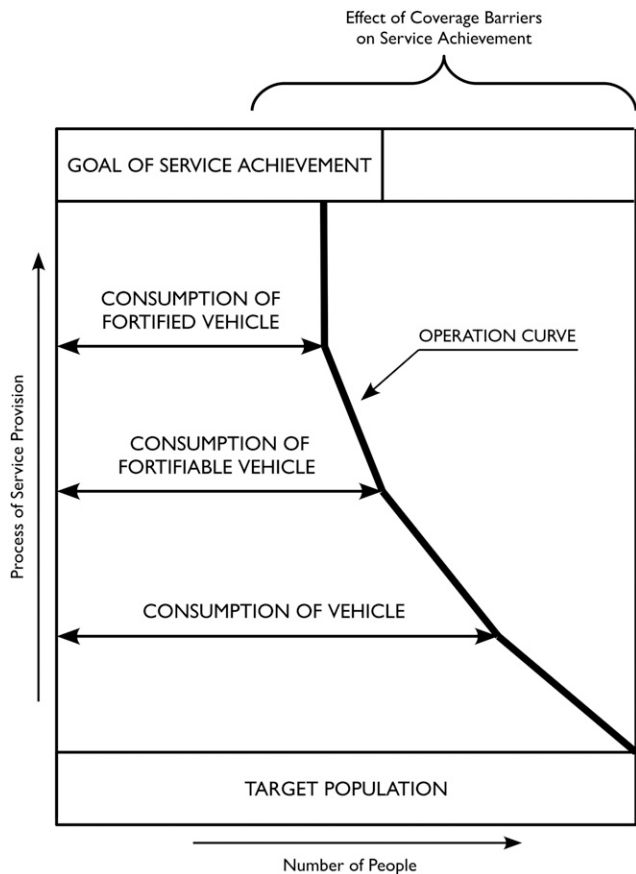 Effect of Coverage Barriers
on Service Achievement
GOAL OF SERVICE ACHIEVEMENT
CONSUMPTION OF
FORTIFIED VEHICLE
OPERATION CURVE
CONSUMPTION OF
FORTIFIABLE VEHICLE
Process of Service Provision
CONSUMPTION OF VEHICLE
TARGET POPULATION
Number of People